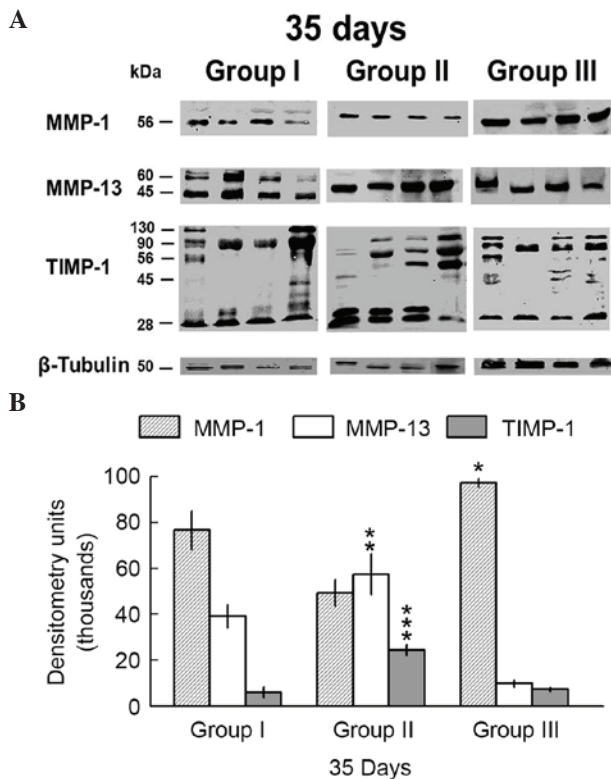 A
35 days
kDa Group I Group II Group III
MMP-1 56
MMP-13 60
45
TIMP-1 130
90
56
45
28
β-Tubulin 50
B
MMP-1 MMP-13 TIMP-1
Densitometry units
(thousands)
100
80
60
40
20
0
**
***
*
Group I Group II Group III
35 Days